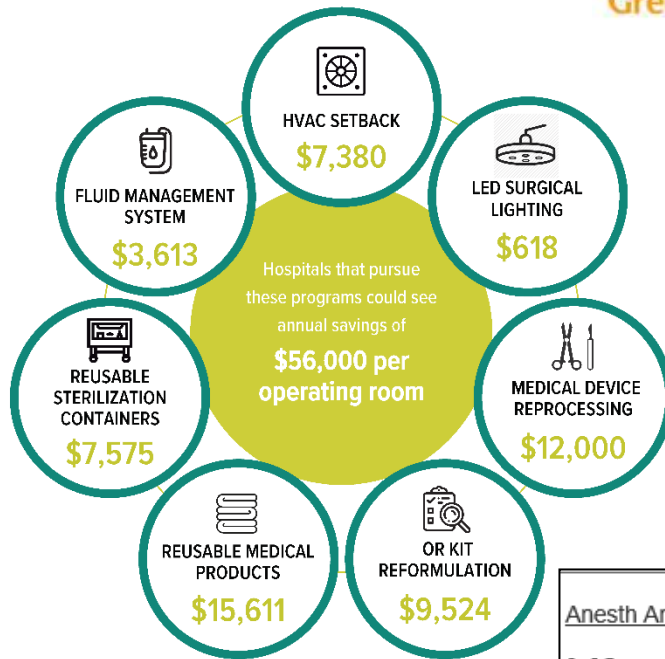 HVAC SETBACK
$7,380
LED SURGICAL
LIGHTING
$618
MEDICAL DEVICE
REPROCESSING
$12,000
OR KIT
REFORMULATION
$9,524
REUSABLE MEDICAL
PRODUCTS
$15,611
REUSABLE
STERILIZATION
CONTAINERS
$7,575
FLUID MANAGEMENT
SYSTEM
$3,613
Hospitals that pursue
these programs could see
annual savings of
$56,000 per
operating room
Anesth